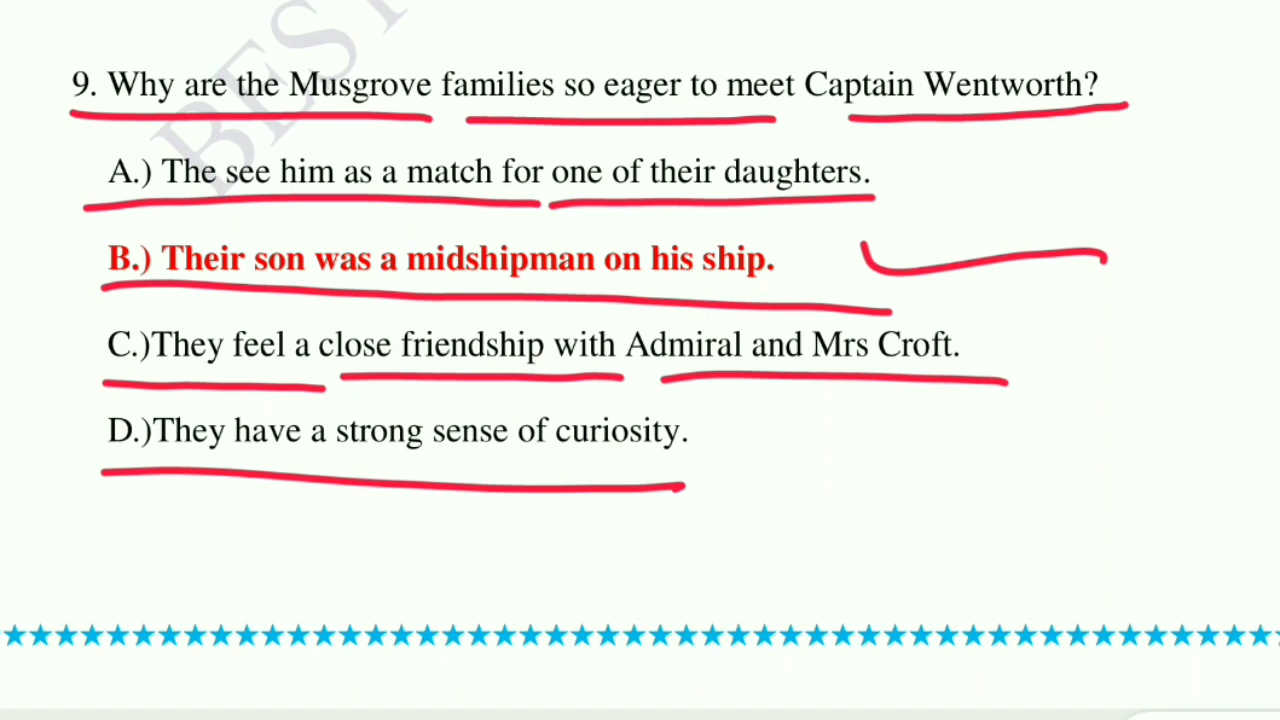 9. Why are the Musgrove families so eager to meet Captain Wentworth?
A.) The see him as a match for one of their daughters.
B.) Their son was a midshipman on his ship.
C.)They feel a close friendship with Admiral and Mrs Croft.
D.)They have a strong sense of curiosity.
BEST